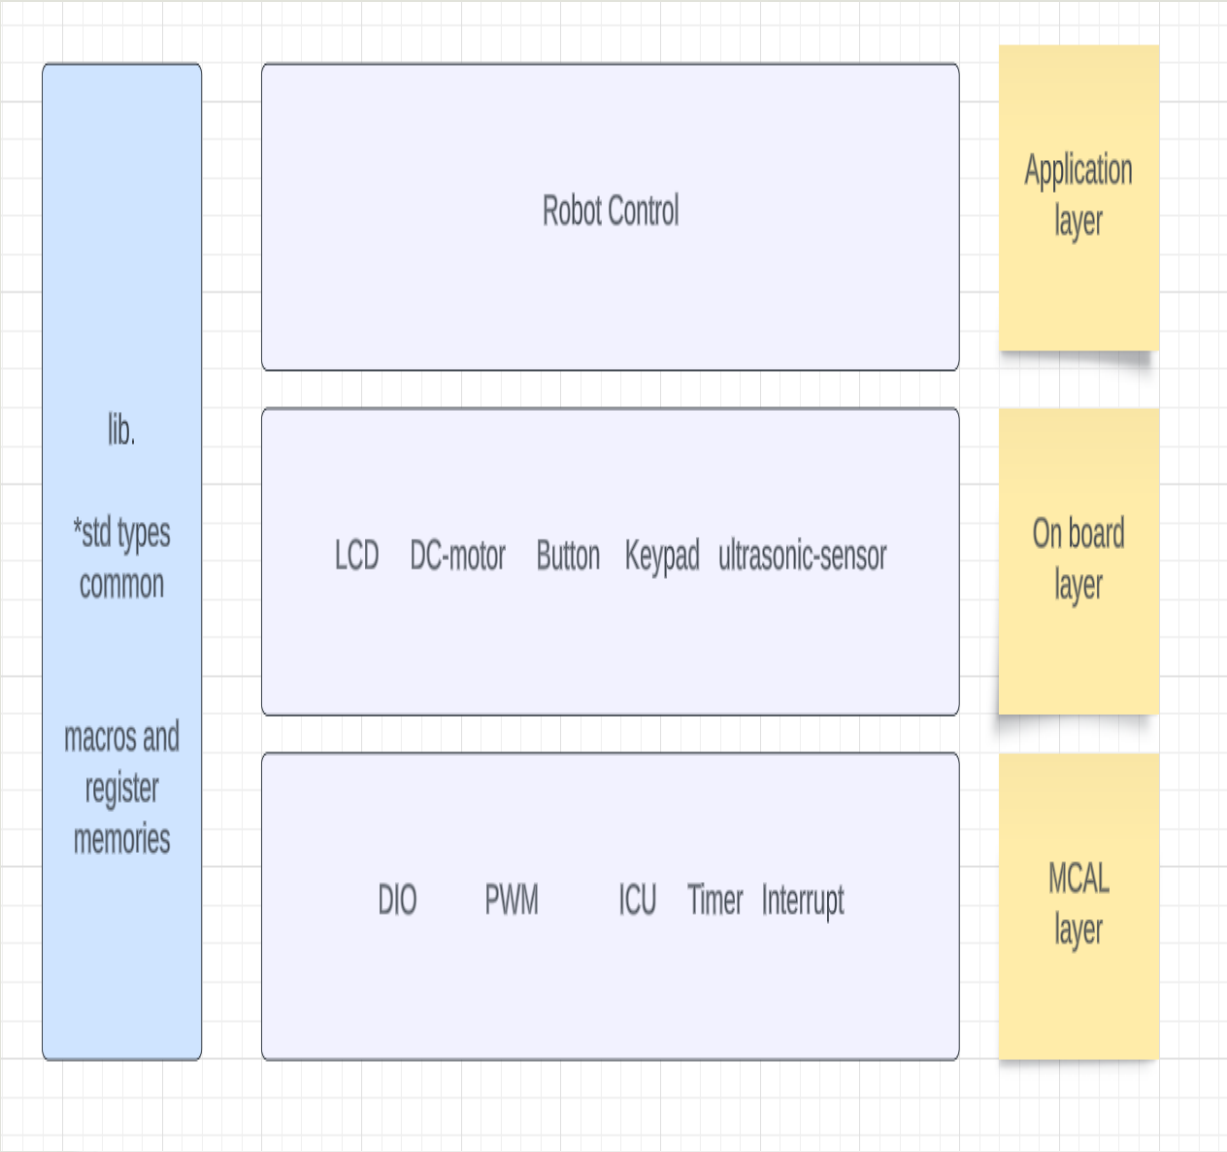 lib.
*std types
common
macros and
register
memories
Robot Control
Application
layer
LCD DC-motor Button Keypad ultrasonic-sensor
On board
layer
DIO PWM ICU Timer Interrupt
MCAL
layer